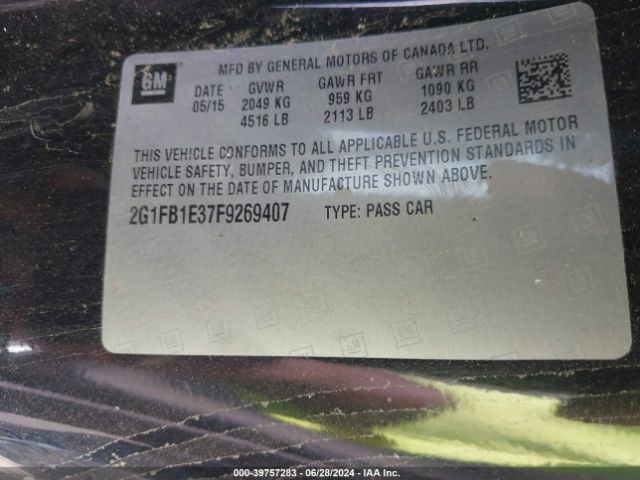 GM
MFD BY GENERAL MOTORS OF CANADA LTD.
DATE GVWR GAWR FRT GAWR RR
05/15 2049 KG 959 KG 1090 KG
4516 LB 2113 LB 2403 LB
THIS VEHICLE CONFORMS TO ALL APPLICABLE U.S. FEDERAL MOTOR
VEHICLE SAFETY, BUMPER, AND THEFT PREVENTION STANDARDS IN
EFFECT ON THE DATE OF MANUFACTURE SHOWN ABOVE.
2G1FB1E37F9269407 TYPE: PASS CAR
000-39757283 - 06/28/2024 - IAA Inc.